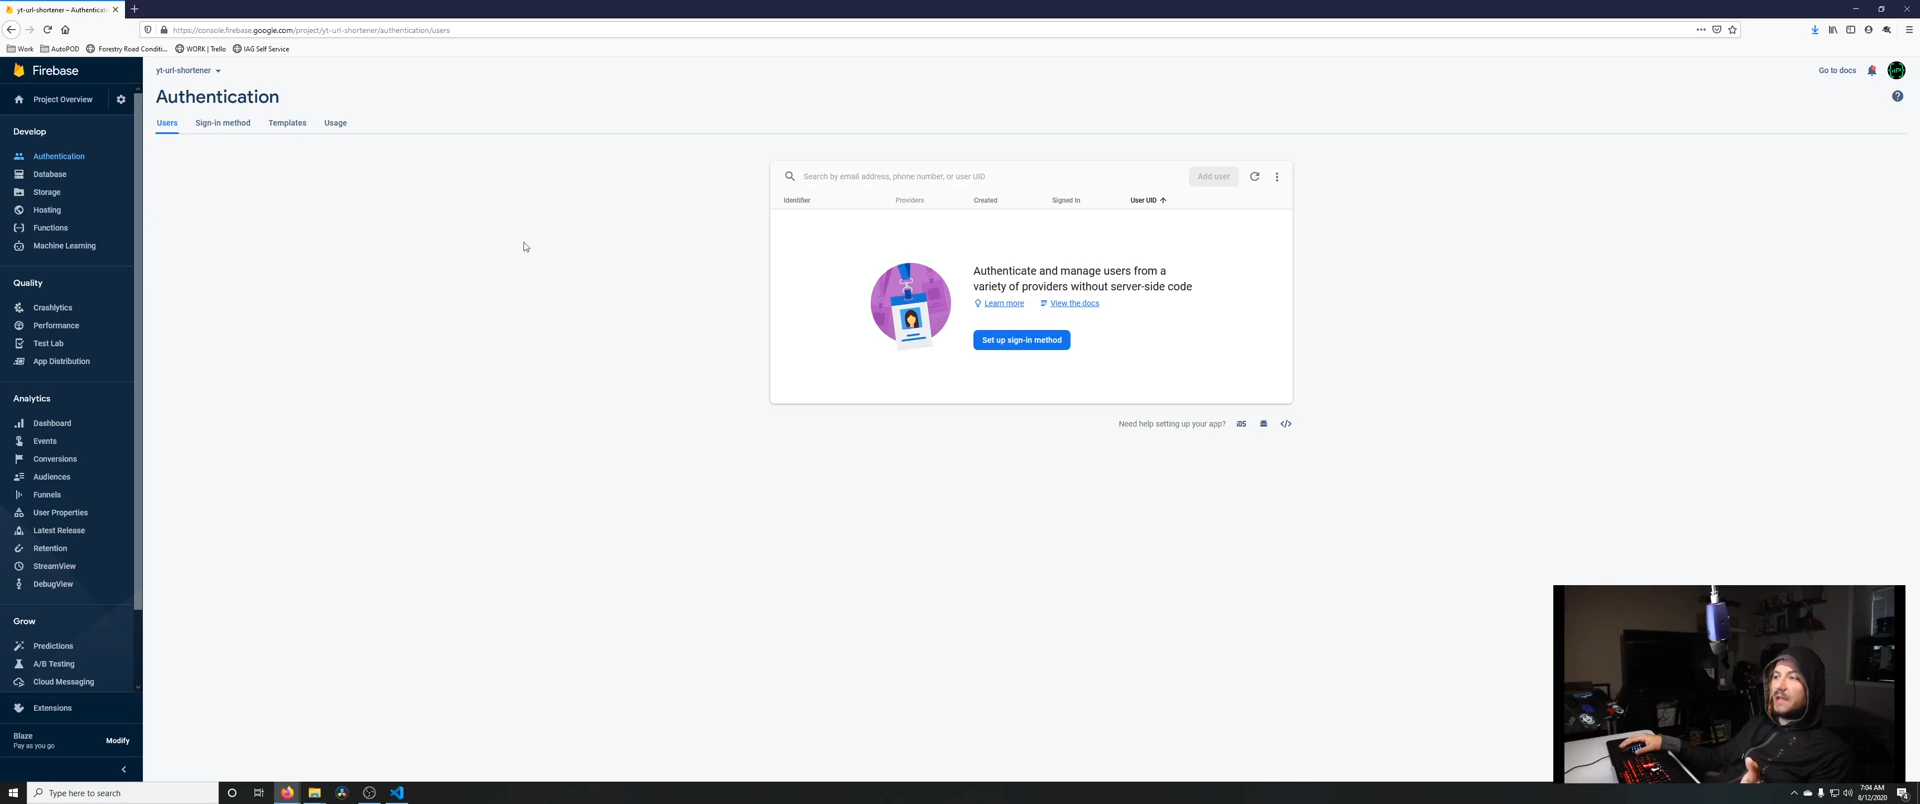 yt-url-shortener – Authenticati
https://console.firebase.google.com/project/yt-url-shortener/authentication/users
Work
AutoPOD
Forestry Road Conditi...
WORK | Trello
IAG Self Service
Firebase
Project Overview
Develop
Authentication
Database
Storage
Hosting
Functions
Machine Learning
Quality
Crashlytics
Performance
Test Lab
App Distribution
Analytics
Dashboard
Events
Conversions
Audiences
Funnels
User Properties
Latest Release
Retention
StreamView
DebugView
Grow
Predictions
A/B Testing
Cloud Messaging
Extensions
Blaze
Pay as you go
Modify
yt-url-shortener
Go to docs
Authentication
Users
Sign-in method
Templates
Usage
Search by email address, phone number, or user UID
Add user
Identifier
Providers
Created
Signed In
User UID
Authenticate and manage users from a
variety of providers without server-side code
Learn more
View the docs
Set up sign-in method
Need help setting up your app?
iOS
Type here to search
7:04 AM
8/12/2020